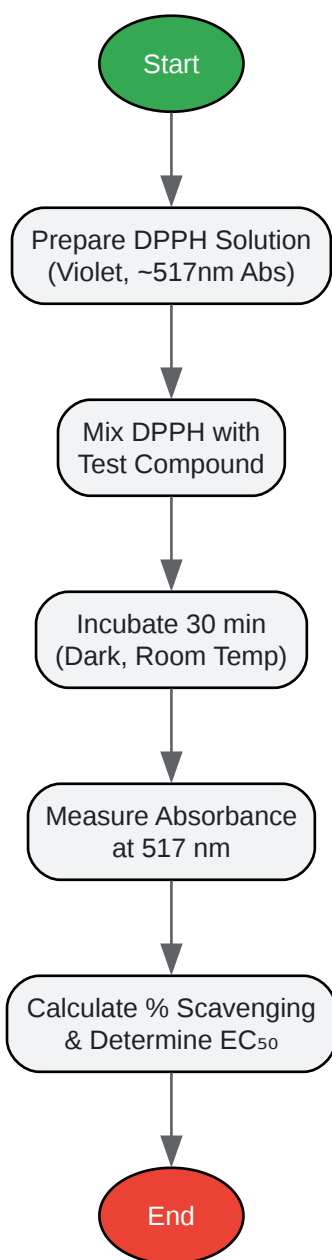 Start
Prepare DPPH Solution
(Violet, ~517nm Abs)
Mix DPPH with
Test Compound
Incubate 30 min
(Dark, Room Temp)
Measure Absorbance
at 517 nm
Calculate % Scavenging
& Determine EC₅₀
End